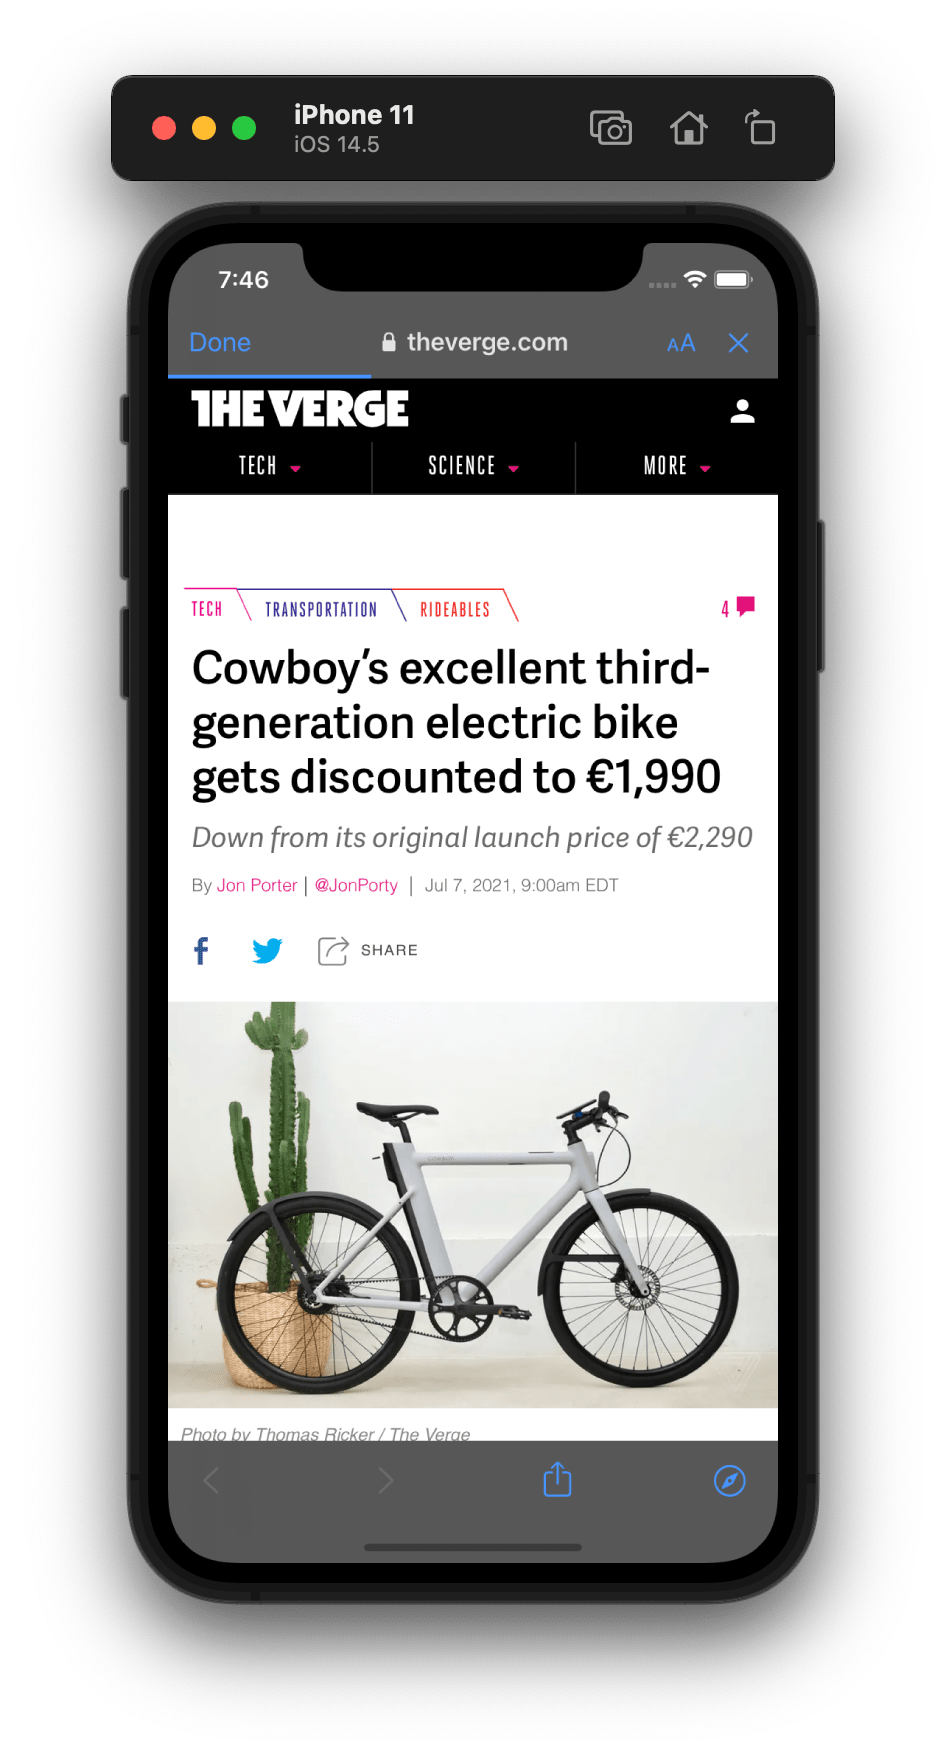 iPhone 11
iOS 14.5
7:46
Done
theverge.com
AA
THE VERGE
TECH
SCIENCE
MORE
TECH
TRANSPORTATION
RIDEABLES
4
Cowboy’s excellent third-
generation electric bike
gets discounted to €1,990
Down from its original launch price of €2,290
By Jon Porter | @JonPorty | Jul 7, 2021, 9:00am EDT
SHARE
COWBOY
Photo by Thomas Ricker / The Verge